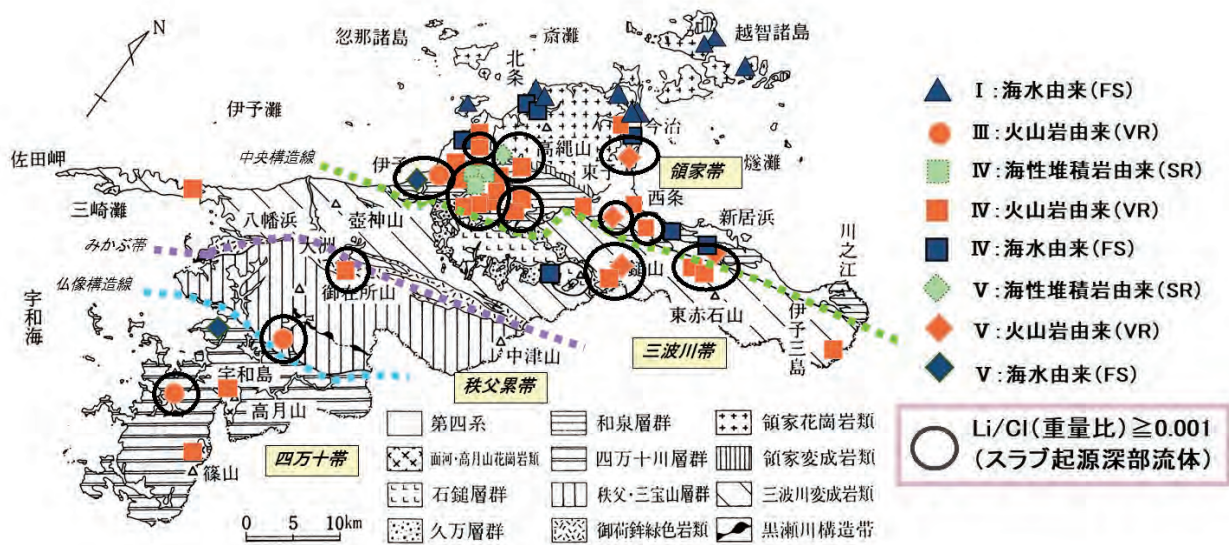 N
忽那諸島
斎灘
越智諸島
北条
伊予灘
今治
高縄山
燧灘
佐田岬
中央構造線
伊予
東予
領家帯
三崎灘
八幡浜
壺神山
西条
新居浜
川之江
みかぶ帯
大洲
仏像構造線
御在所山
東赤石山
伊予三島
宇和海
中津山
三波川帯
宇和島
秩父累帯
高月山
篠山
四万十帯
0 5 10km
第四系
和泉層群
領家花崗岩類
面河・高月山花崗岩類
四万十川層群
領家変成岩類
石鎚層群
秩父・三宝山層群
三波川変成岩類
久万層群
御荷鉾緑色岩類
黒瀬川構造帯
Ⅰ:海水由来(FS)
Ⅲ:火山岩由来(VR)
Ⅳ:海性堆積岩由来(SR)
Ⅳ:火山岩由来(VR)
Ⅳ:海水由来(FS)
Ⅴ:海性堆積岩由来(SR)
Ⅴ:火山岩由来(VR)
Ⅴ:海水由来(FS)
Li/Cl(重量比)≧0.001
(スラブ起源深部流体)